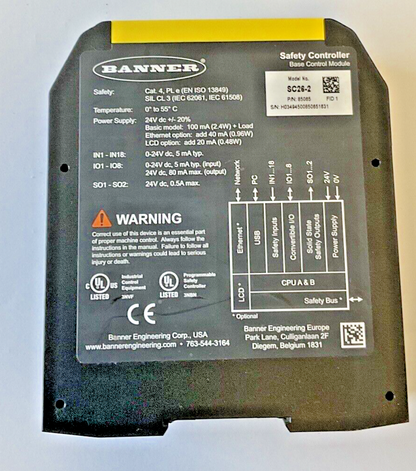 BANNER
Safety Controller
Base Control Module
Model No.
SC26-2
P/N: 85065 FID 1
Safety: Cat. 4, PL e (EN ISO 13849)
SIL CL 3 (IEC 62061, IEC 61508)
Temperature: 0° to 55° C
Power Supply: 24V dc +/- 20%
Basic model: 100 mA (2.4W) + Load
Ethernet option: add 40 mA (0.96W)
LCD option: add 20 mA (0.48W)
IN1 - IN18: 0-24V dc, 5 mA typ.
IO1 - IO8: 0-24V dc, 5 mA typ. (input)
24V dc, 80 mA max. (output)
SO1 - SO2: 24V dc, 0.5A max.
Network
PC
IN1...18
IO1...8
SO1...2
24V
0V
Ethernet *
USB
Safety Inputs
Convertible I/O
Solid State
Safety Outputs
Power Supply
LCD *
CPU A & B
Safety Bus *
* Optional
WARNING
Correct use of this device is an essential part
of proper machine control. Always follow the
instructions in the manual. Failure to follow all
instructions or warnings could lead to serious
injury or death.
C UL US
LISTED
Industrial
Control
Equipment
UL
LISTED
Programmable
Safety
Controller
CE
Banner Engineering Corp., USA
www.bannerengineering.com • 763-544-3164
Banner Engineering Europe
Park Lane, Culliganlaan 2F
Diegem, Belgium 1831